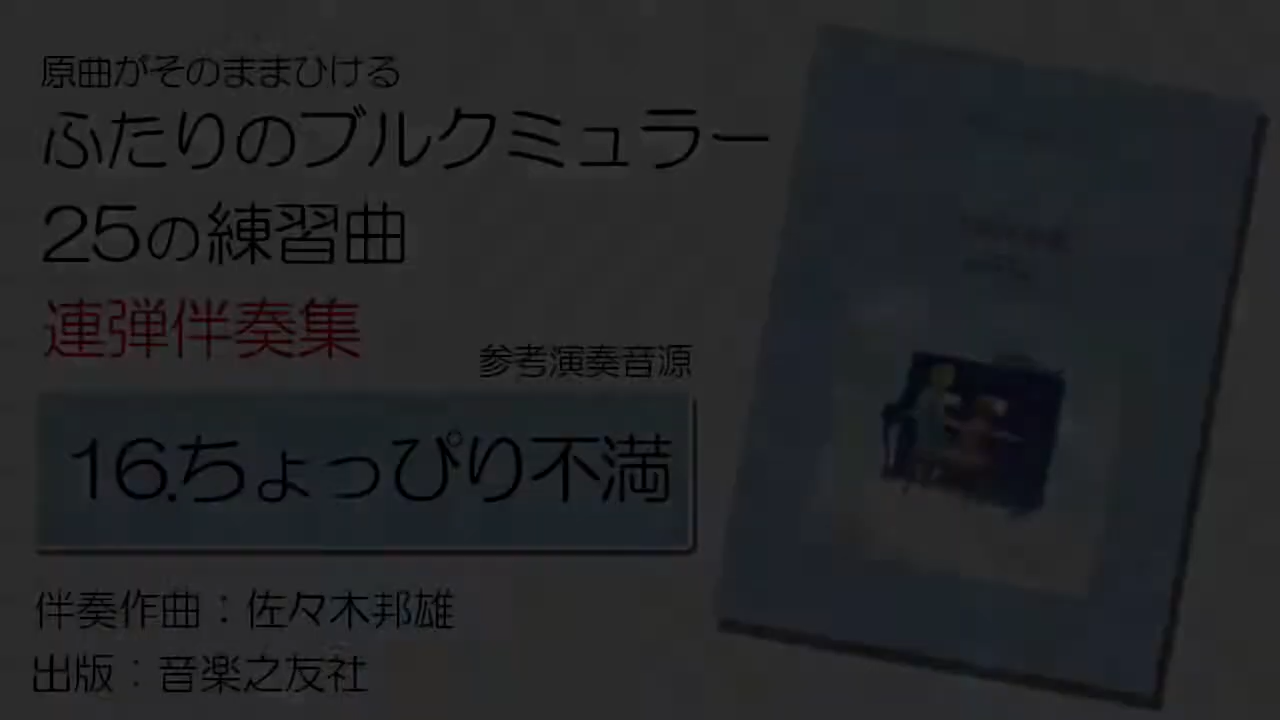 原曲がそのままひける
ふたりのブルクミュラー
25の練習曲
連弾伴奏集
参考演奏音源
16.ちょっぴり不満
伴奏作曲：佐々木邦雄
出版：音楽之友社